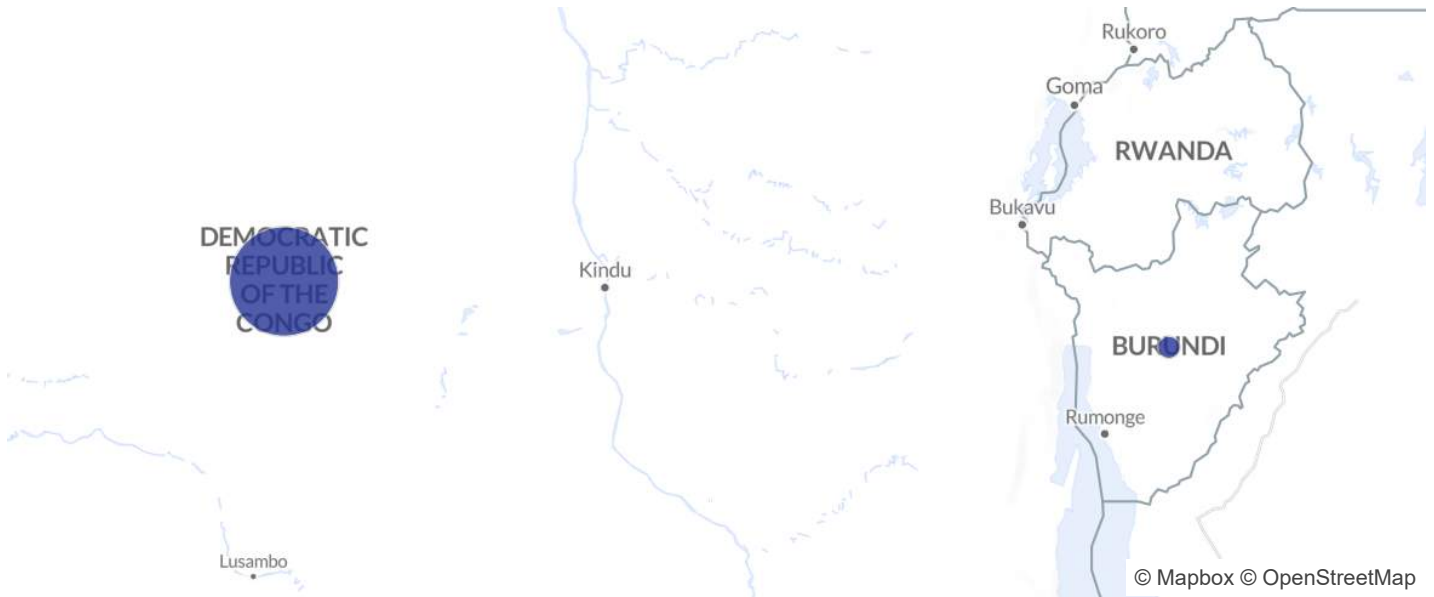 Rukoro
Goma
RWANDA
Bukavu
DEMOCRATIC
REPUBLIC
OF THE
CONGO
Kindu
BURUNDI
Rumonge
Lusambo
© Mapbox © OpenStreetMap